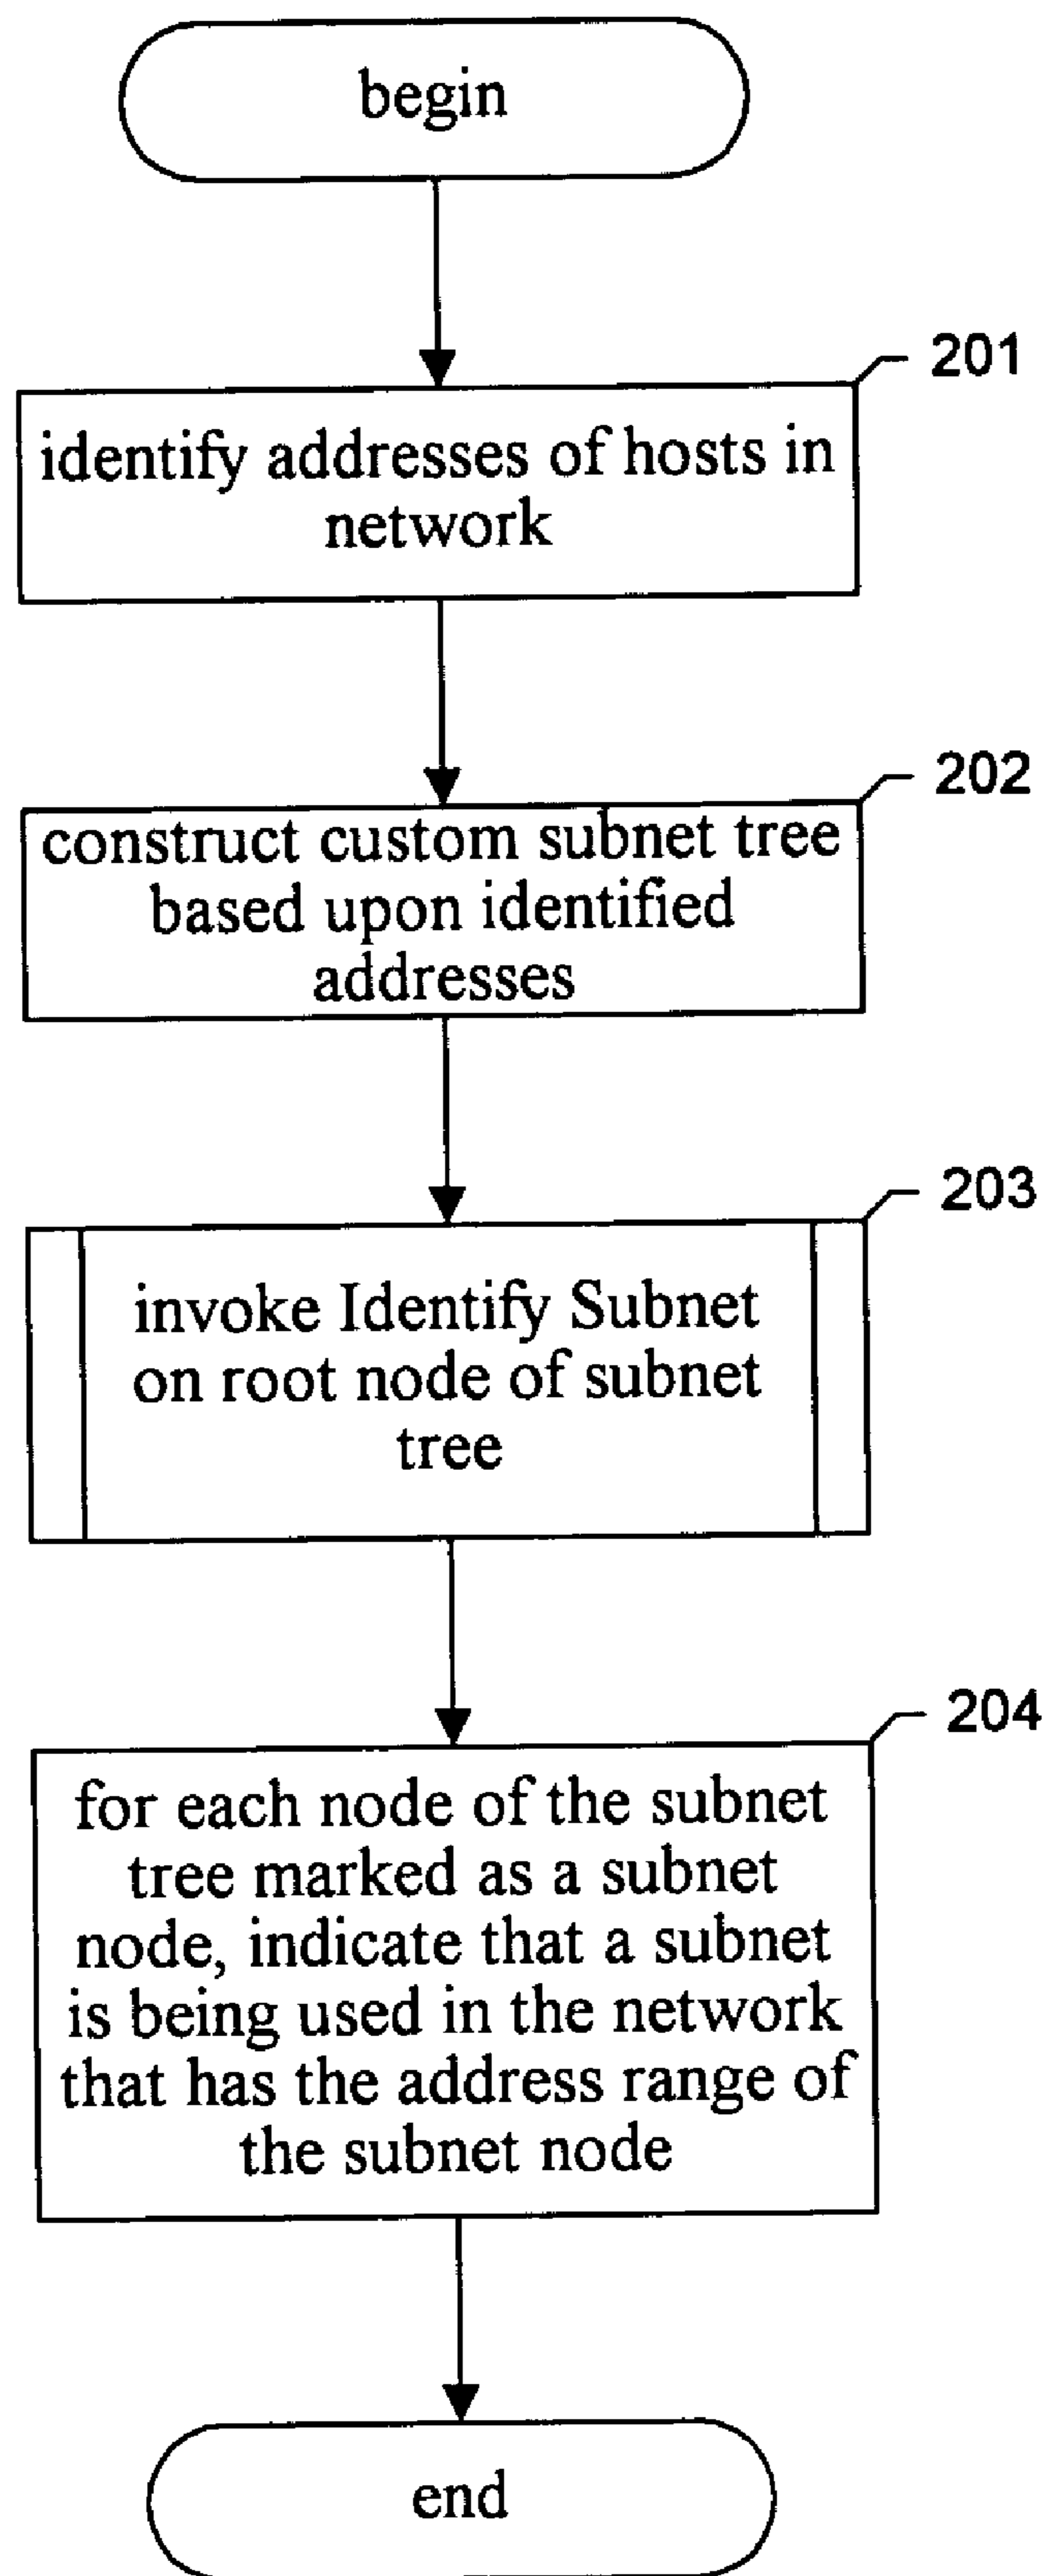 begin
201
identify addresses of hosts in
network
202
construct custom subnet tree
based upon identified
addresses
203
invoke Identify Subnet
on root node of subnet
tree
204
for each node of the subnet
tree marked as a subnet
node, indicate that a subnet
is being used in the network
that has the address range of
the subnet node
end